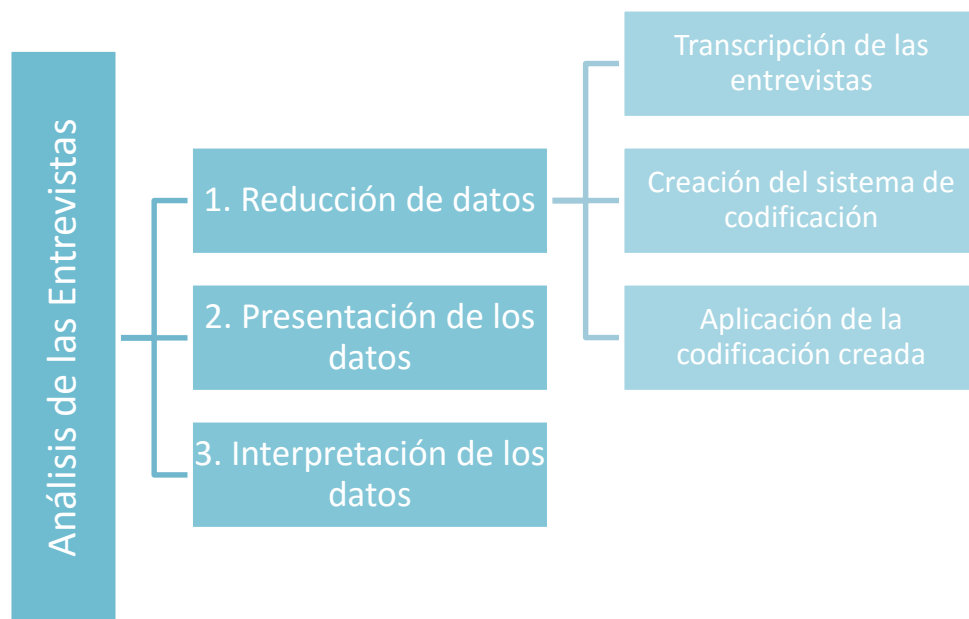 Análisis de las Entrevistas
1. Reducción de datos
2. Presentación de los
datos
3. Interpretación de los
datos
Transcripción de las
entrevistas
Creación del sistema de
codificación
Aplicación de la
codificación creada